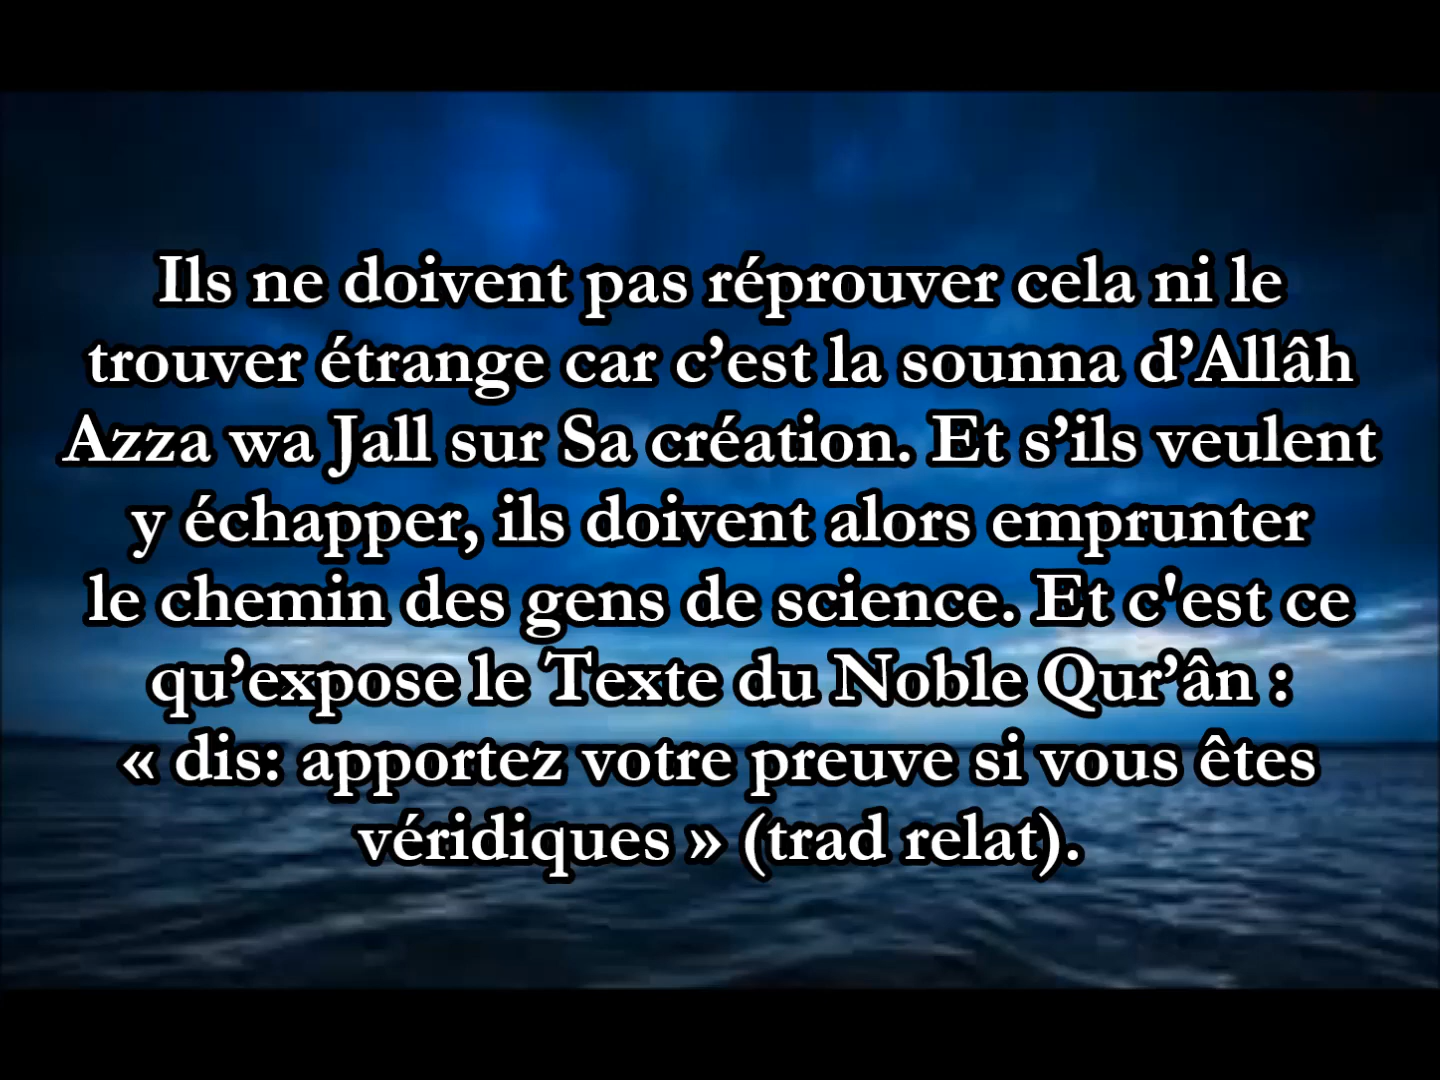 Ils ne doivent pas réprouver cela ni le
trouver étrange car c’est la sounna d’Allâh
Azza wa Jall sur Sa création. Et s’ils veulent
y échapper, ils doivent alors emprunter
le chemin des gens de science. Et c'est ce
qu’expose le Texte du Noble Qur’ân :
« dis: apportez votre preuve si vous êtes
véridiques » (trad relat).